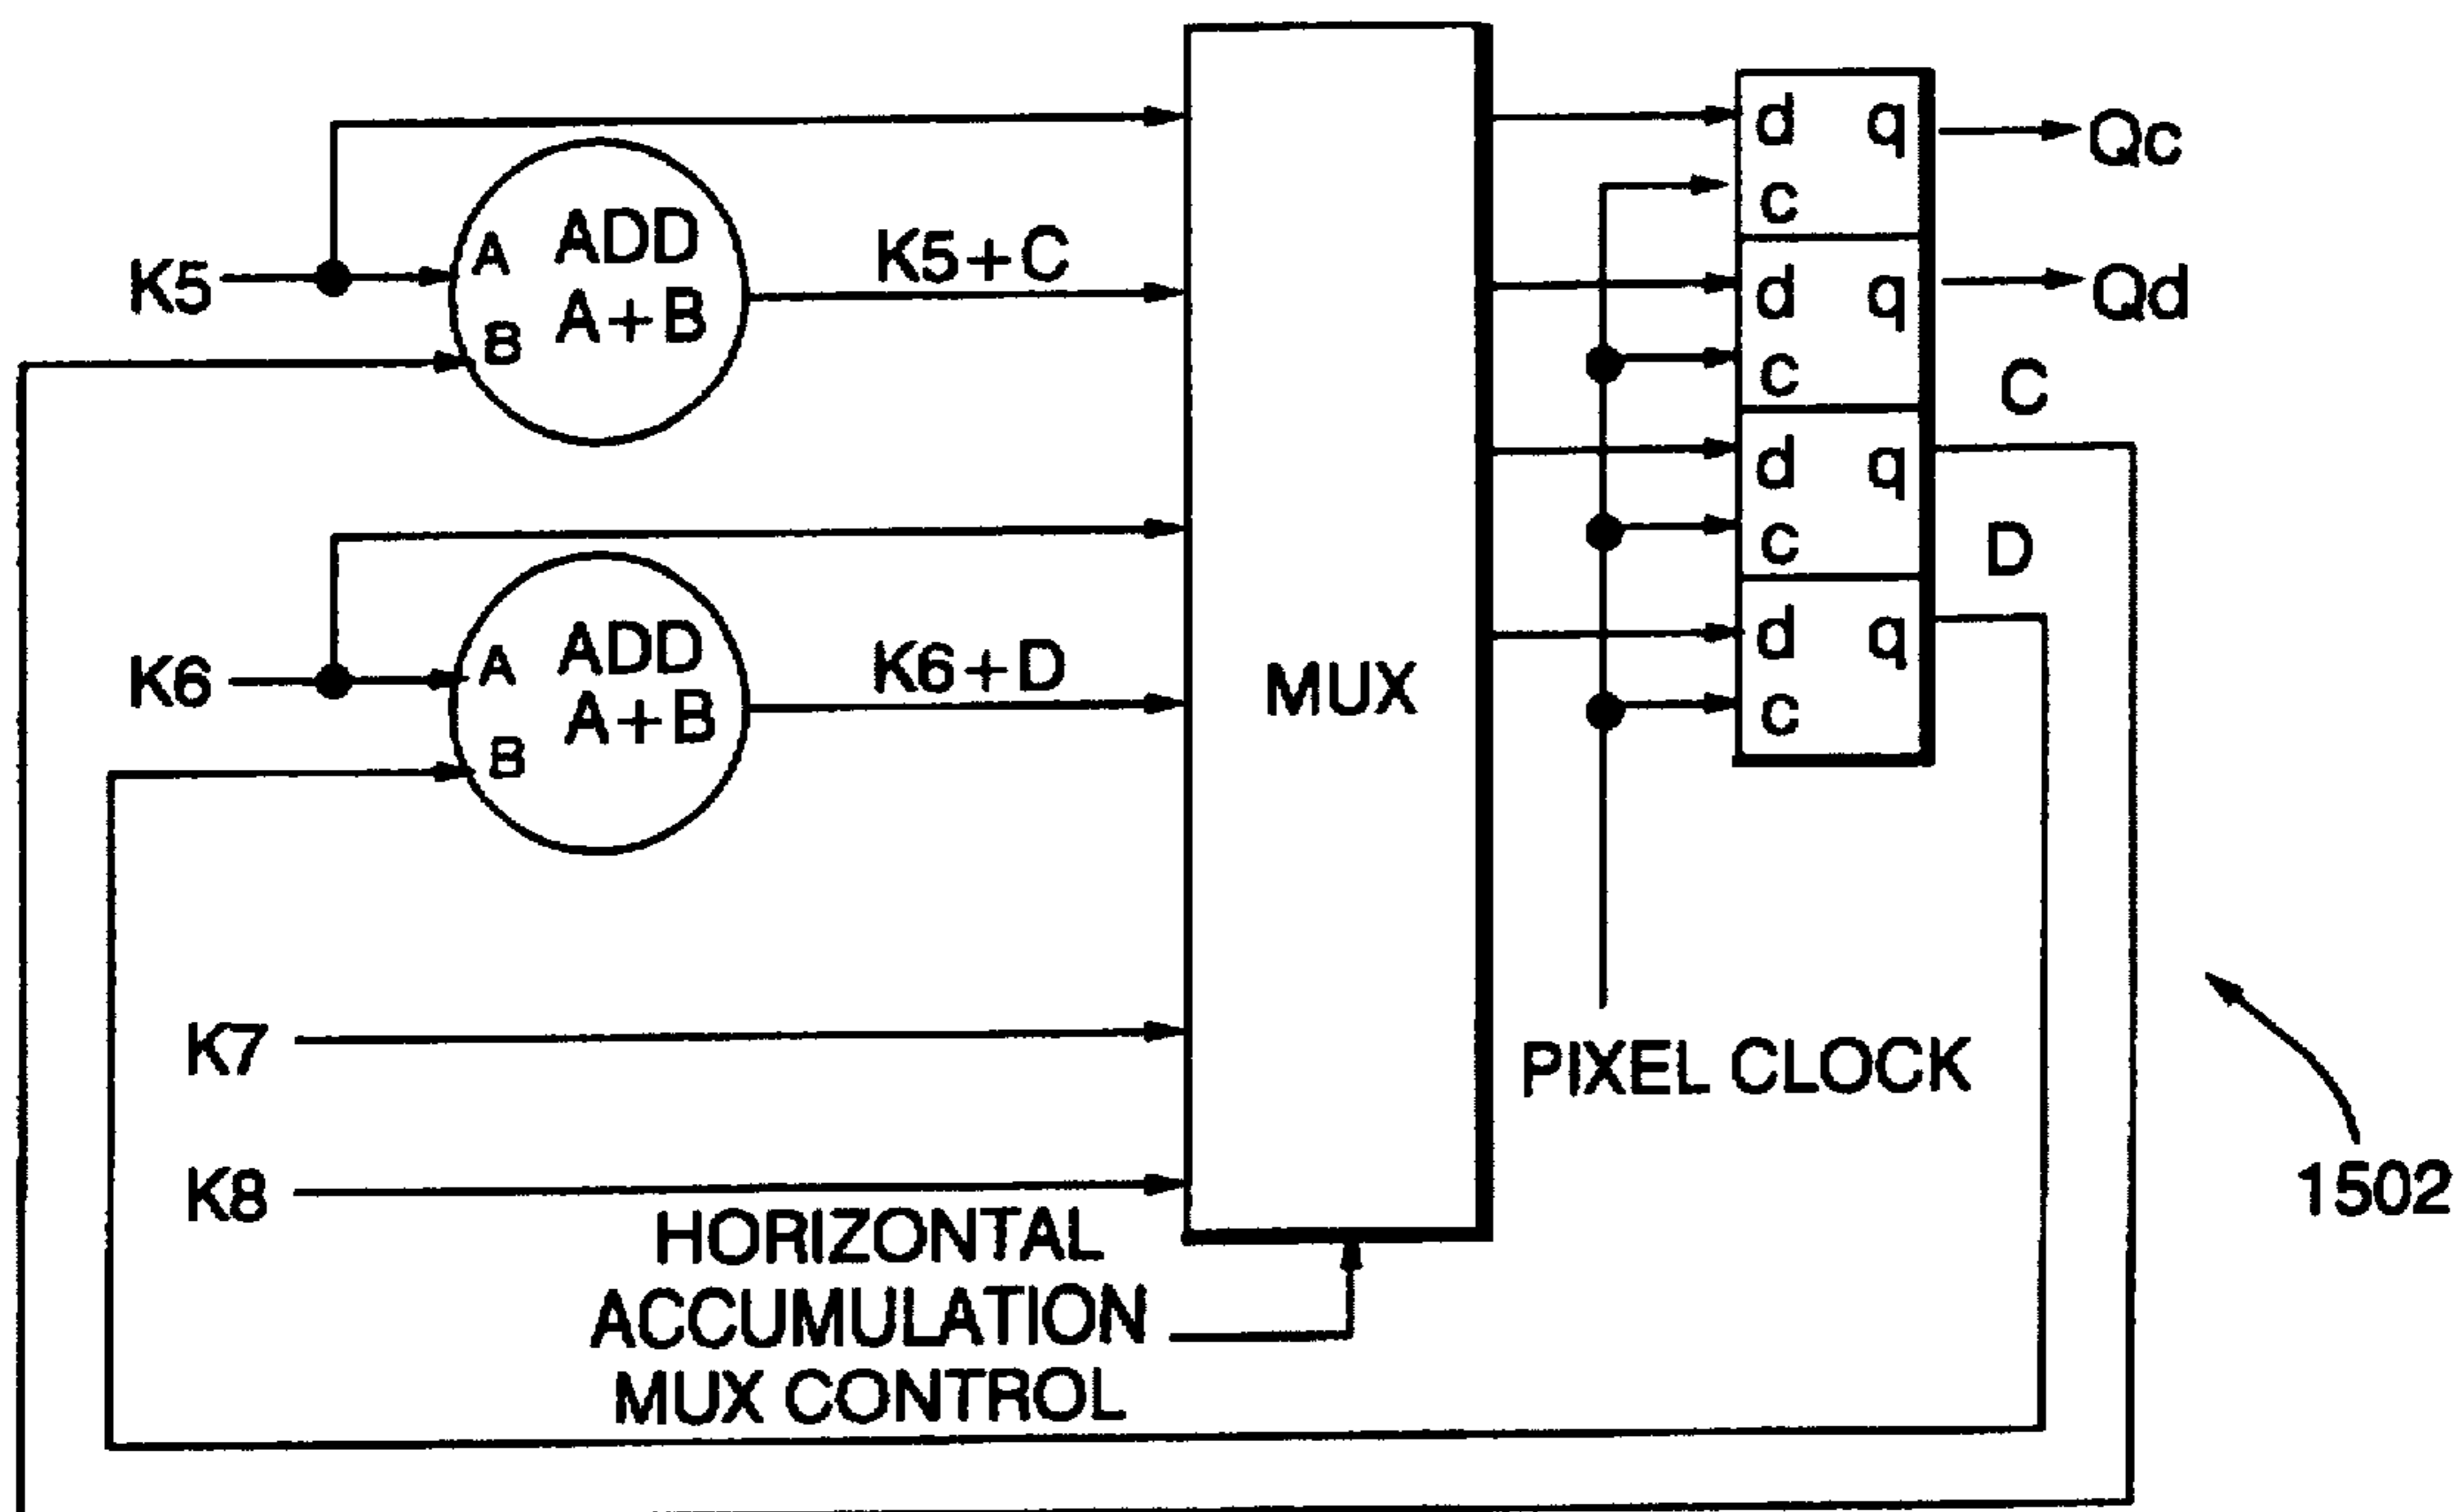 K5
A ADD
B A+B
K5+C
K6
A ADD
A+B
B
K6+D
K7
K8
MUX
HORIZONTAL
ACCUMULATION
MUX CONTROL
d q
c
d q
c
d q
c
d q
c
Qc
Qd
C
D
PIXEL CLOCK
1502